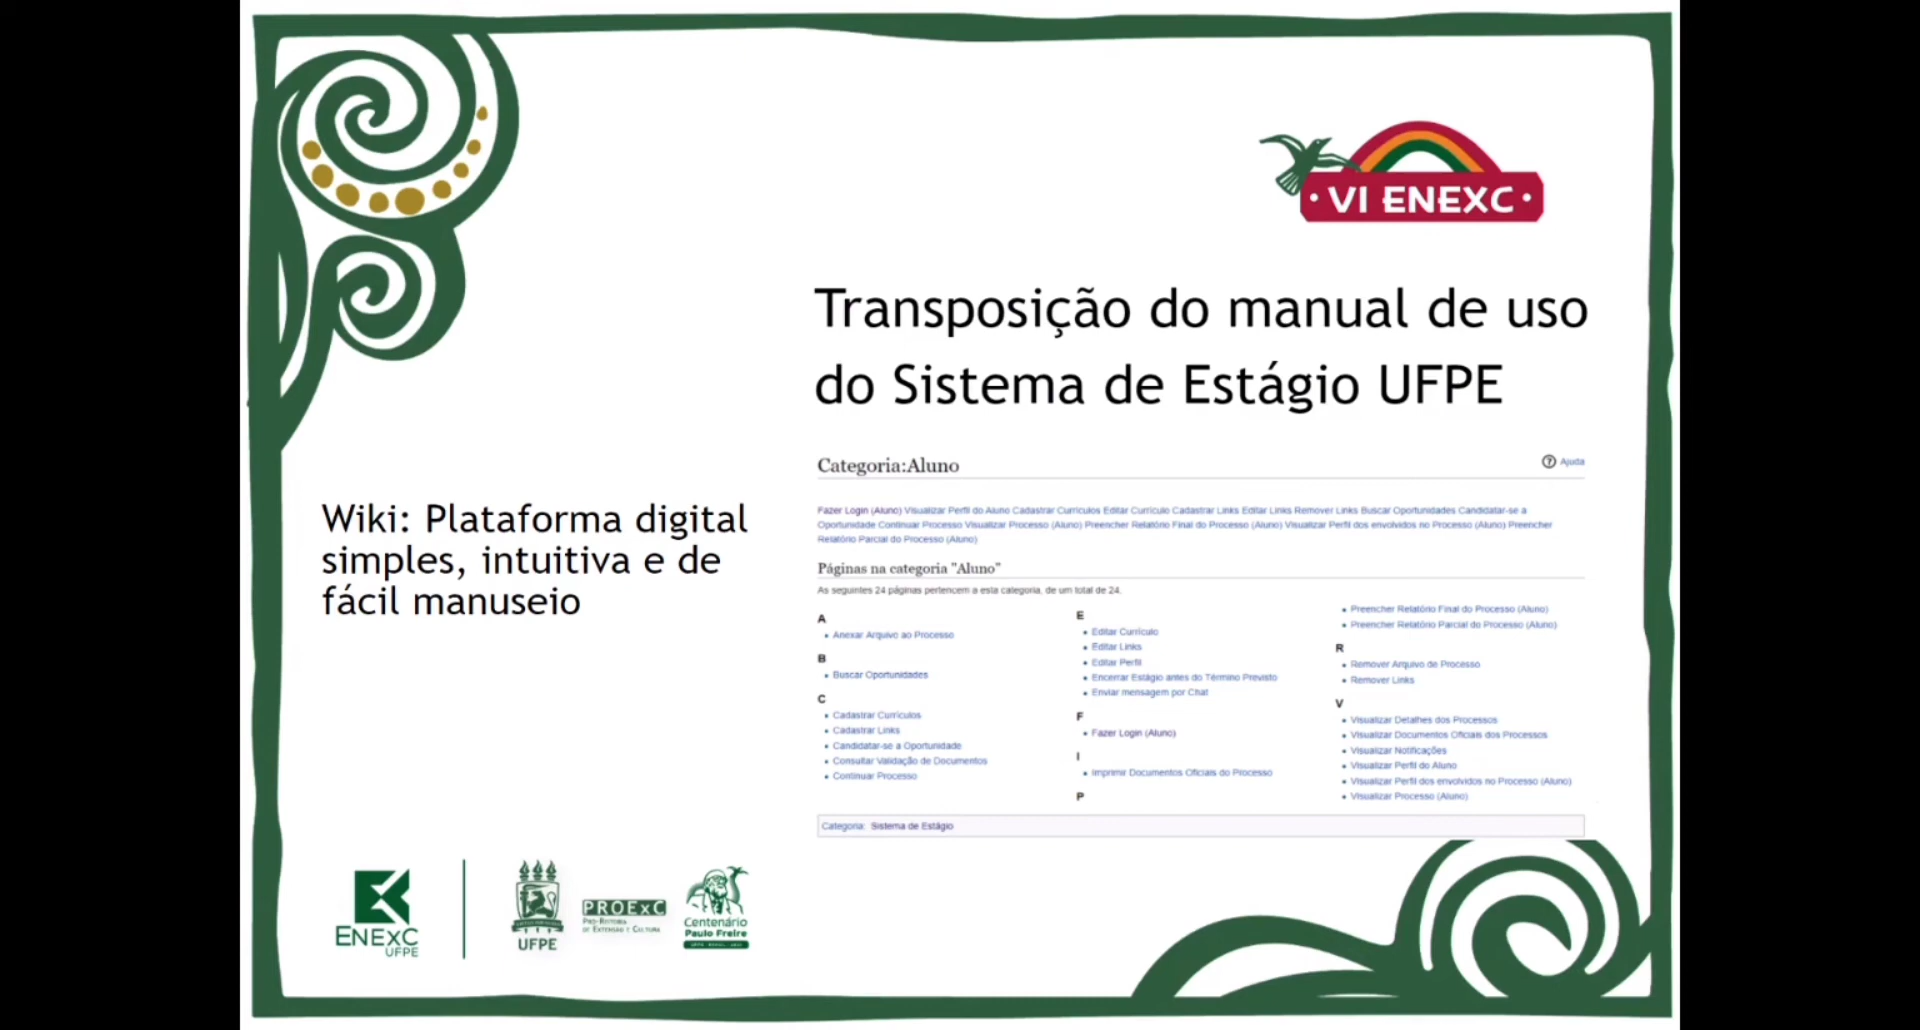 • VI ENEXC •
Transposição do manual de uso
do Sistema de Estágio UFPE
Wiki: Plataforma digital
simples, intuitiva e de
fácil manuseio
Categoria:Aluno
? Ajuda
Fazer Login (Aluno) Visualizar Perfil do Aluno Cadastrar Currículos Editar Currículo Cadastrar Links Editar Links Remover Links Buscar Oportunidades Candidatar-se a
Oportunidade Continuar Processo Visualizar Processo (Aluno) Preencher Relatório Final do Processo (Aluno) Visualizar Perfil dos envolvidos no Processo (Aluno) Preencher
Relatório Parcial do Processo (Aluno)
Páginas na categoria "Aluno"
As seguintes 24 páginas pertencem a esta categoria, de um total de 24.
A
Anexar Arquivo ao Processo
B
Buscar Oportunidades
C
Cadastrar Currículos
Cadastrar Links
Candidatar-se a Oportunidade
Consultar Validação de Documentos
Continuar Processo
E
Editar Currículo
Editar Links
Editar Perfil
Encerrar Estágio antes do Término Previsto
Enviar mensagem por Chat
F
Fazer Login (Aluno)
I
Imprimir Documentos Oficiais do Processo
P
Preencher Relatório Final do Processo (Aluno)
Preencher Relatório Parcial do Processo (Aluno)
R
Remover Arquivo de Processo
Remover Links
V
Visualizar Detalhes dos Processos
Visualizar Documentos Oficiais dos Processos
Visualizar Notificações
Visualizar Perfil do Aluno
Visualizar Perfil dos envolvidos no Processo (Aluno)
Visualizar Processo (Aluno)
Categoria: Sistema de Estágio
ENEXC
UFPE
UFPE
PROExC
Pró-Reitoria
de Extensão e Cultura
Centenário
Paulo Freire